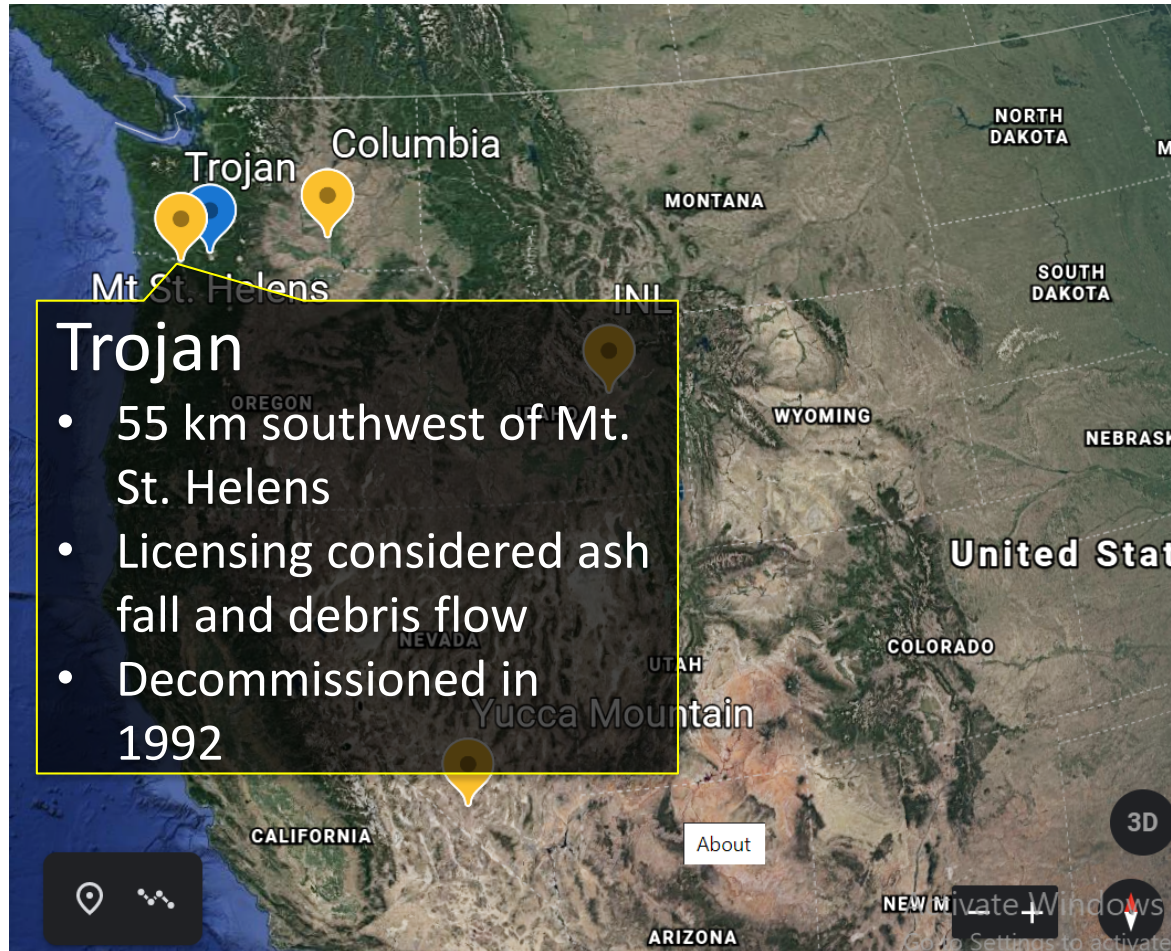 NORTH
DAKOTA
Columbia
Trojan
MONTANA
SOUTH
DAKOTA
Mt St. Helens
INL
Trojan
• 55 km southwest of Mt.
St. Helens
• Licensing considered ash
fall and debris flow
• Decommissioned in
1992
OREGON
IDAHO
WYOMING
United Stat
NEVADA
UTAH
COLORADO
Yucca Mountain
3D
CALIFORNIA
About
NEW M
ARIZONA